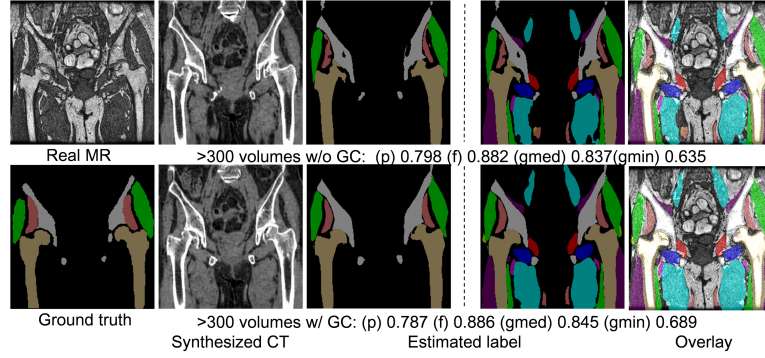 Real MR
>300 volumes w/o GC: (p) 0.798 (f) 0.882 (gmed) 0.837(gmin) 0.635
Ground truth
>300 volumes w/ GC: (p) 0.787 (f) 0.886 (gmed) 0.845 (gmin) 0.689
Synthesized CT
Estimated label
Overlay